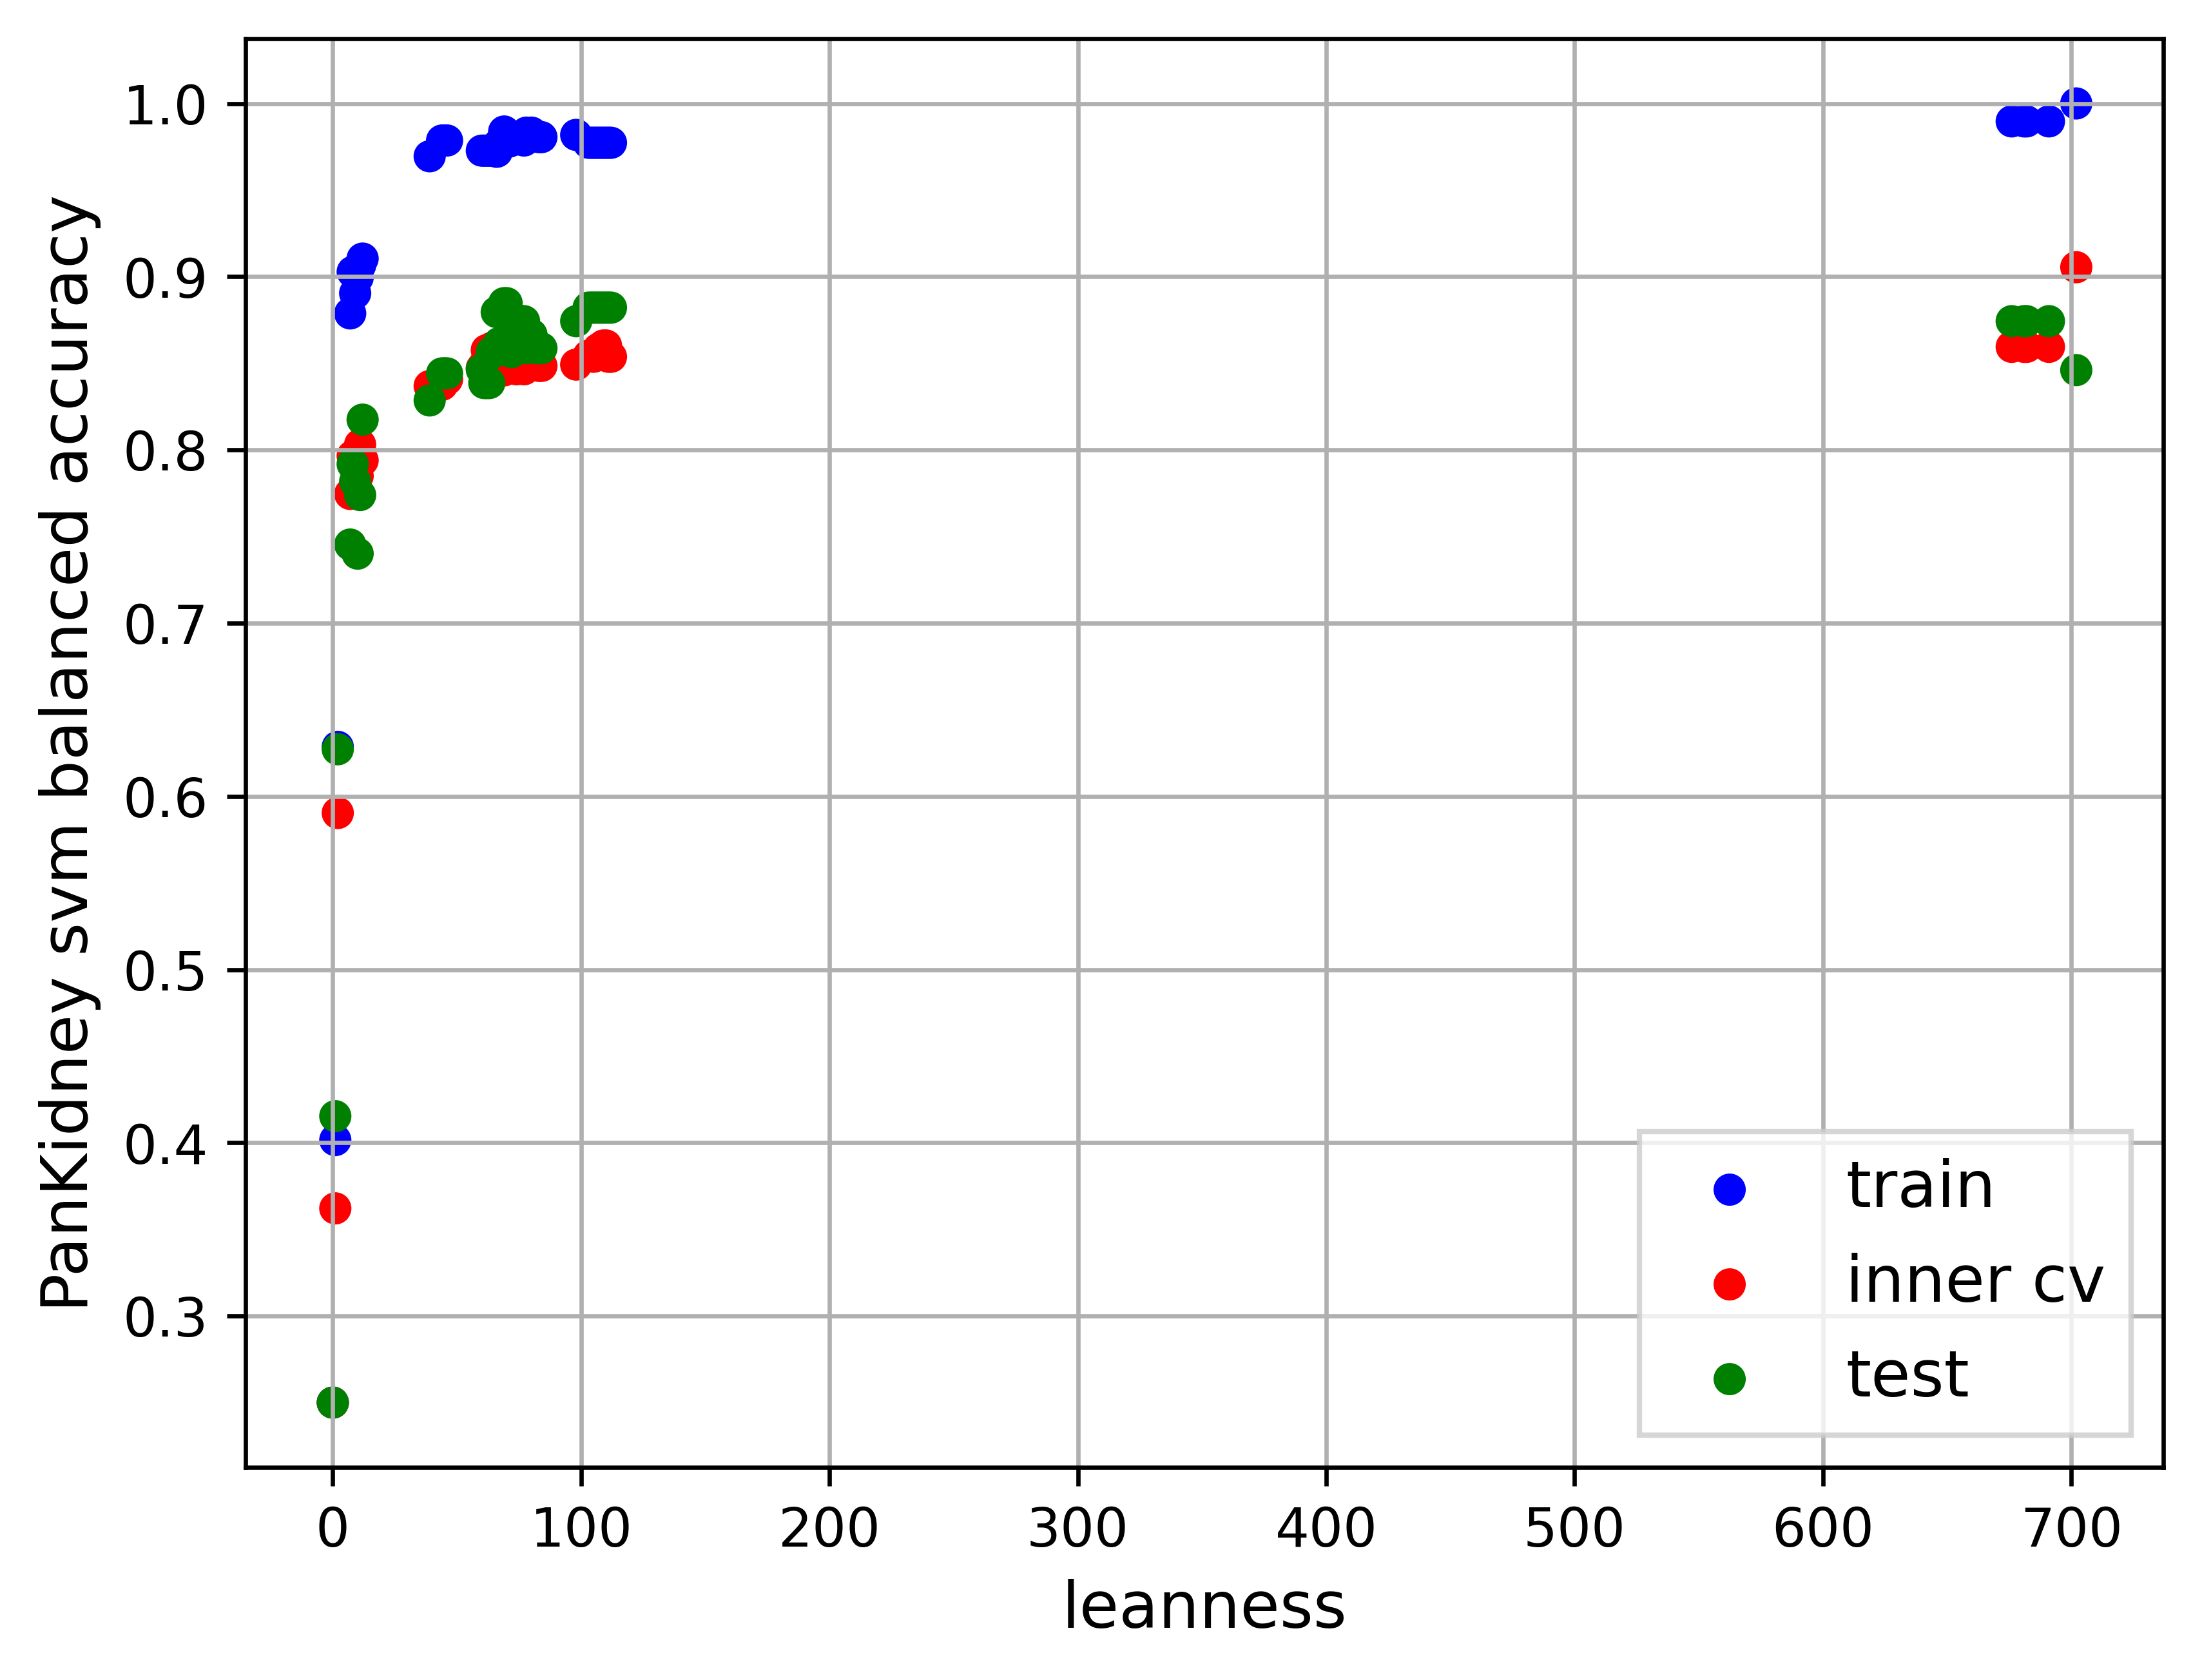 PanKidney svm balanced accuracy
1.0
0.9
0.8
0.7
0.6
0.5
0.4
0.3
train
inner cv
test
0 100 200 300 400 500 600 700
leanness